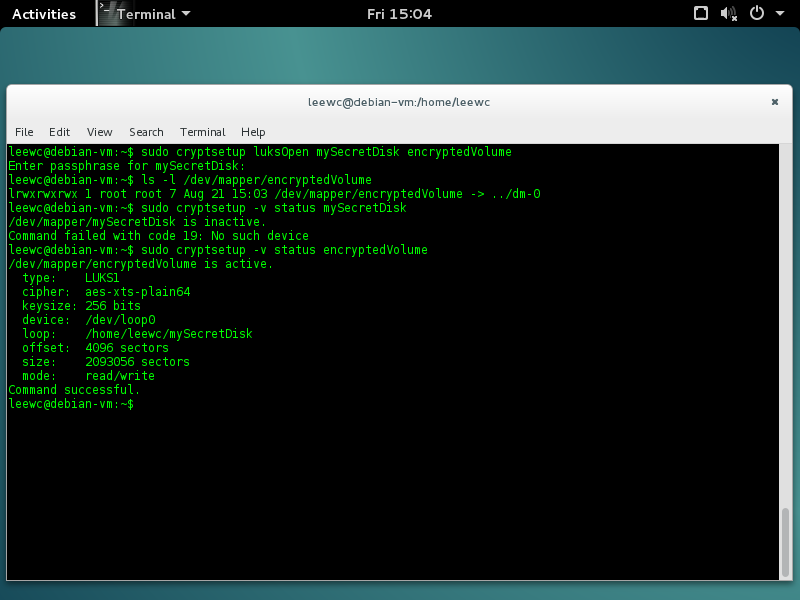 Activities Terminal Fri 15:04
leewc@debian-vm:/home/leewc
File Edit View Search Terminal Help
leewc@debian-vm:~$ sudo cryptsetup luksOpen mySecretDisk encryptedVolume
Enter passphrase for mySecretDisk:
leewc@debian-vm:~$ ls -l /dev/mapper/encryptedVolume
lrwxrwxrwx 1 root root 7 Aug 21 15:03 /dev/mapper/encryptedVolume -> ../dm-0
leewc@debian-vm:~$ sudo cryptsetup -v status mySecretDisk
/dev/mapper/mySecretDisk is inactive.
Command failed with code 19: No such device
leewc@debian-vm:~$ sudo cryptsetup -v status encryptedVolume
/dev/mapper/encryptedVolume is active.
  type:    LUKS1
  cipher:  aes-xts-plain64
  keysize: 256 bits
  device:  /dev/loop0
  loop:    /home/leewc/mySecretDisk
  offset:  4096 sectors
  size:    2093056 sectors
  mode:    read/write
Command successful.
leewc@debian-vm:~$